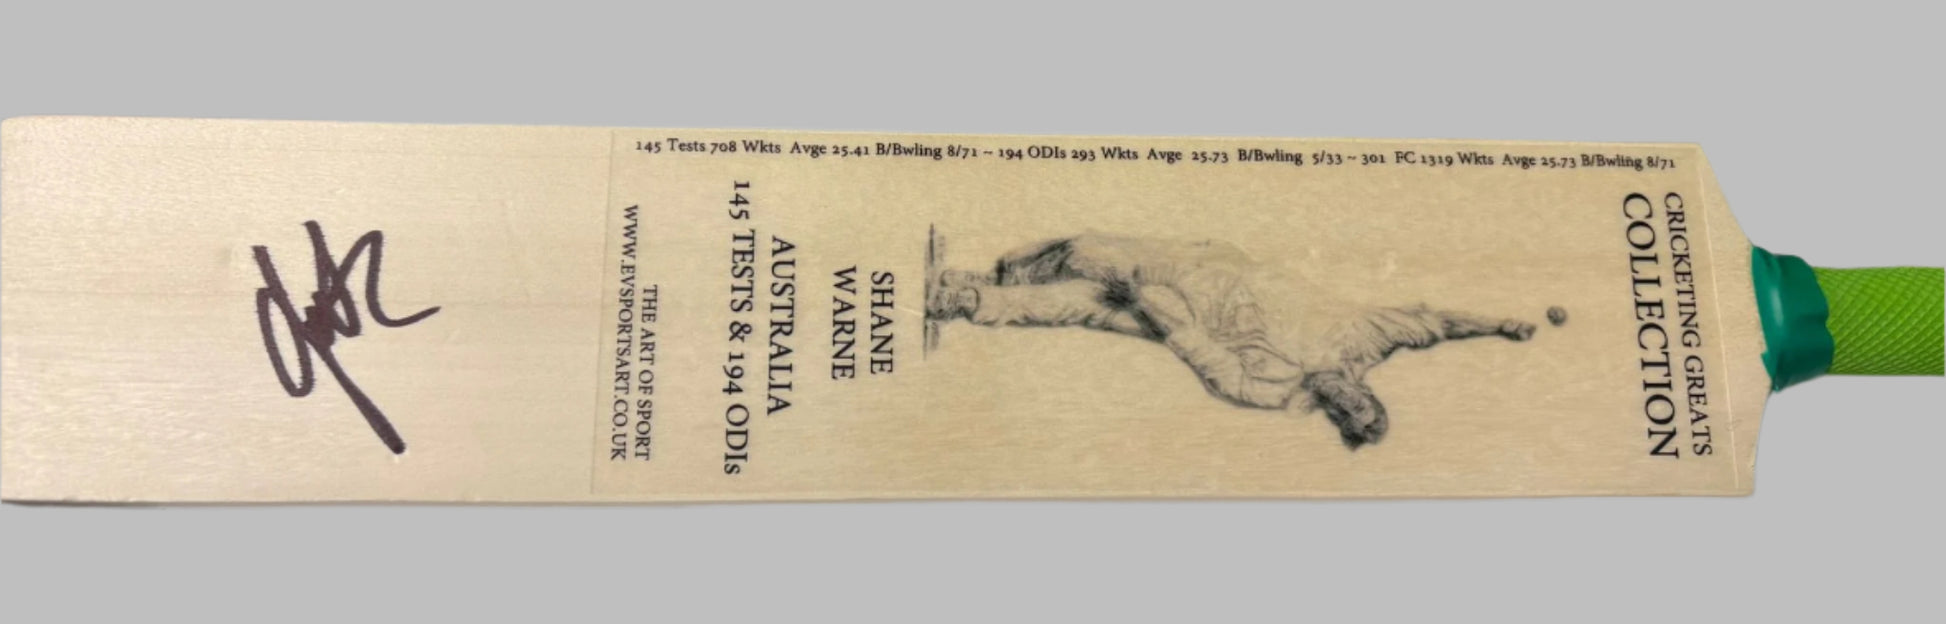 145 Tests 708 Wkts Avge 25.41 B/Bwling 8/71 ~ 194 ODIs 293 Wkts Avge 25.73 B/Bwling 5/33 ~ 301 FC 1319 Wkts Avge 25.73 B/Bwling 8/71
CRICKETING GREATS
COLLECTION
SHANE
WARNE
AUSTRALIA
145 TESTS & 194 ODIs
THE ART OF SPORT
WWW.EVSPORTSART.CO.UK